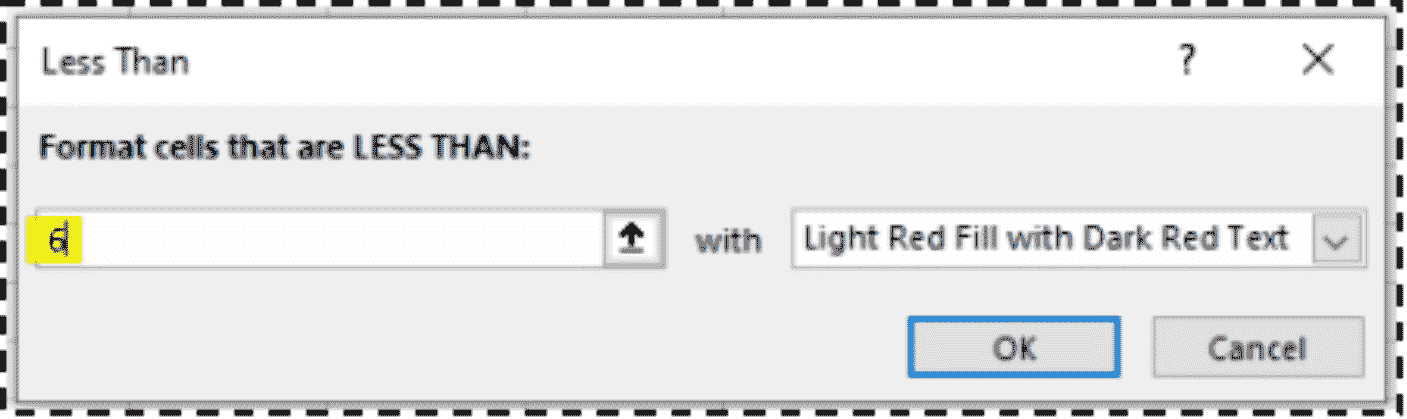 Less Than ?
Format cells that are LESS THAN:
6 with Light Red Fill with Dark Red Text
OK Cancel